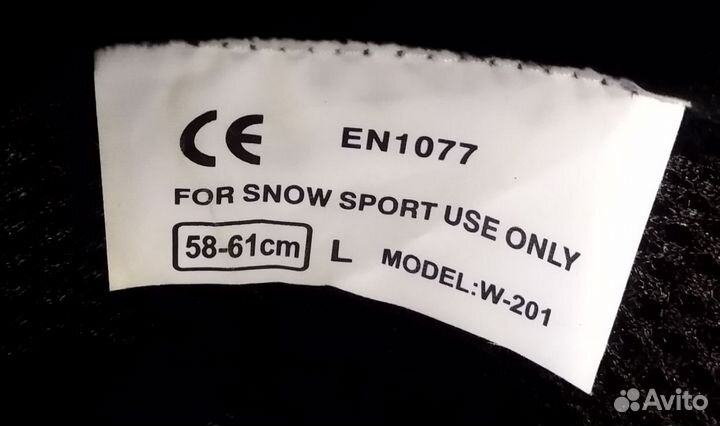 CE EN1077
FOR SNOW SPORT USE ONLY
58-61cm L MODEL:W-201
Avito